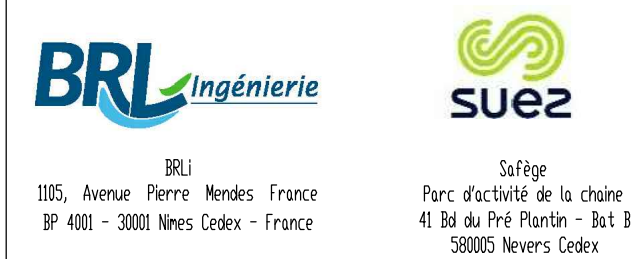 BRL Ingénierie
BRLi
1105, Avenue Pierre Mendes France
BP 4001 - 30001 Nimes Cedex - France
suez
Safège
Parc d'activité de la chaine
41 Bd du Pré Plantin - Bat B
580005 Nevers Cedex